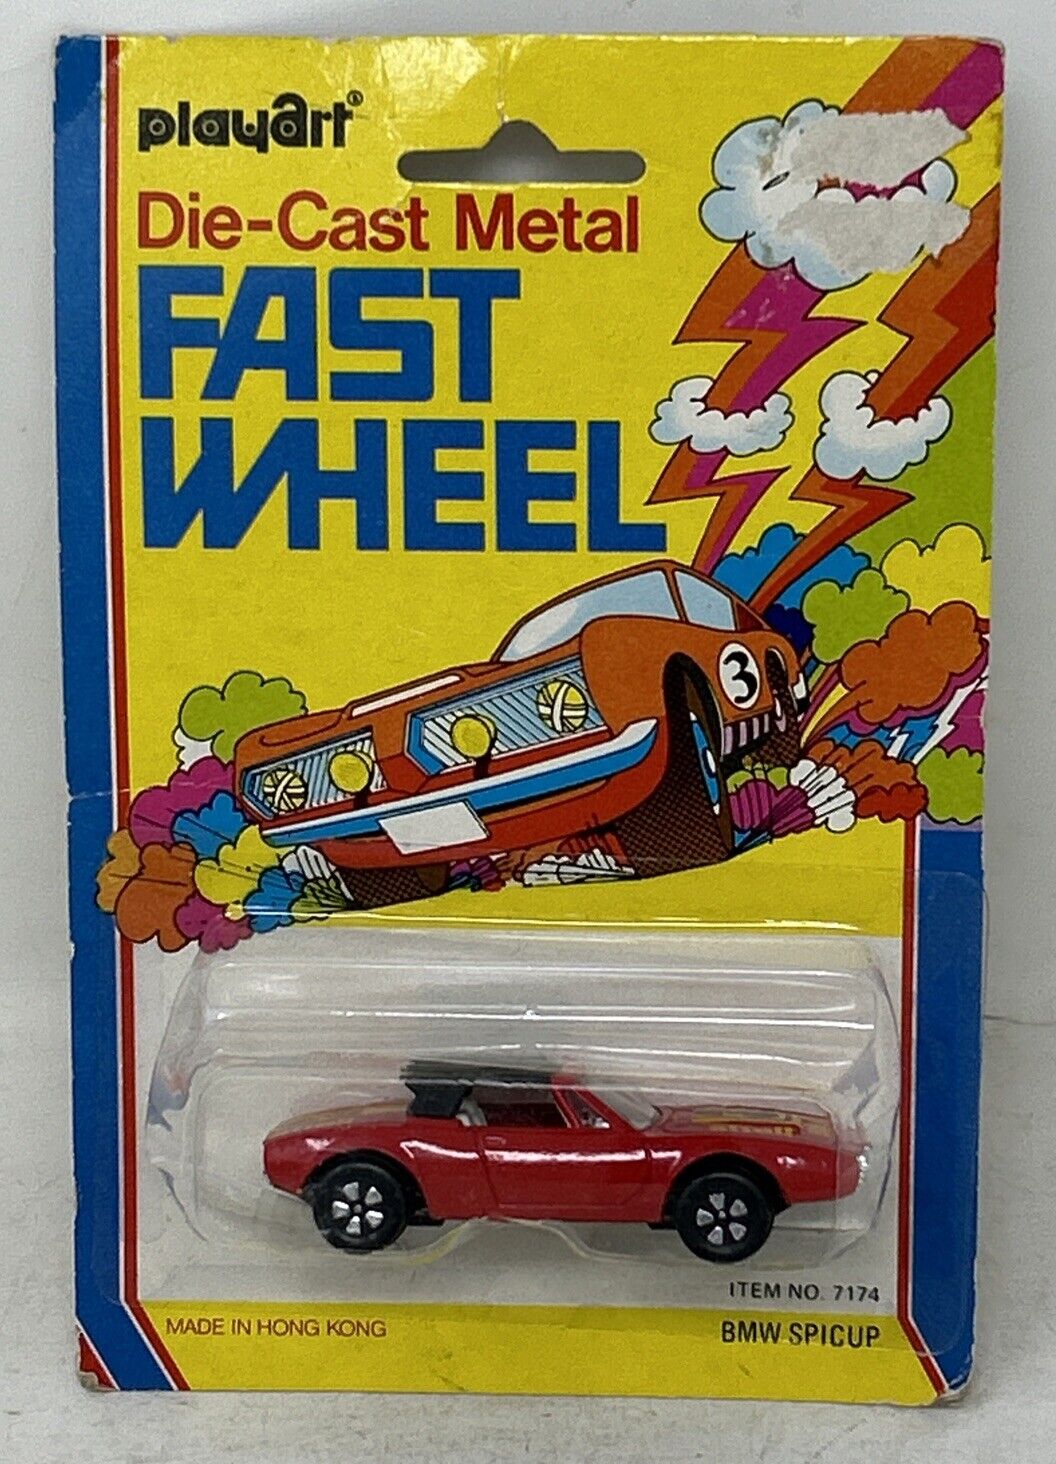 playart®
Die-Cast Metal
FAST
WHEEL
3
ITEM NO. 7174
MADE IN HONG KONG
BMW SPICUP